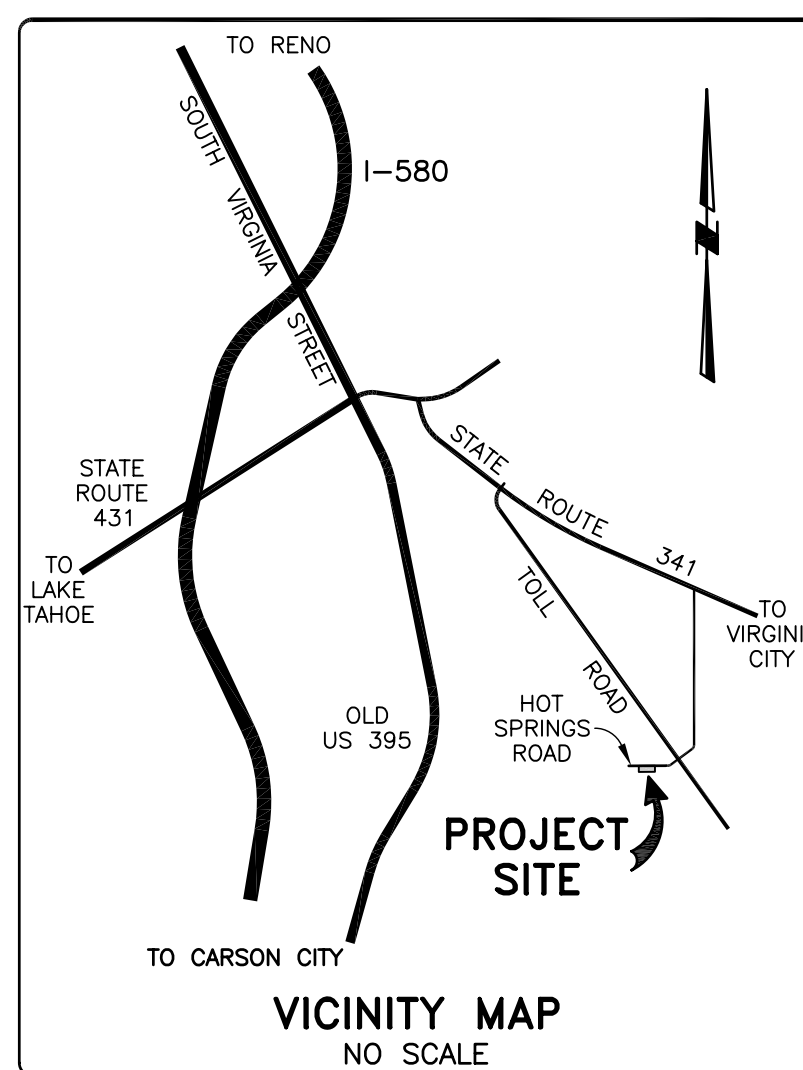 TO RENO
SOUTH VIRGINIA STREET
I-580
STATE
ROUTE
431
TO
LAKE
TAHOE
STATE ROUTE 341
TO
VIRGINI
CITY
TOLL ROAD
HOT
SPRINGS
ROAD
OLD
US 395
N
PROJECT
SITE
TO CARSON CITY
VICINITY MAP
NO SCALE